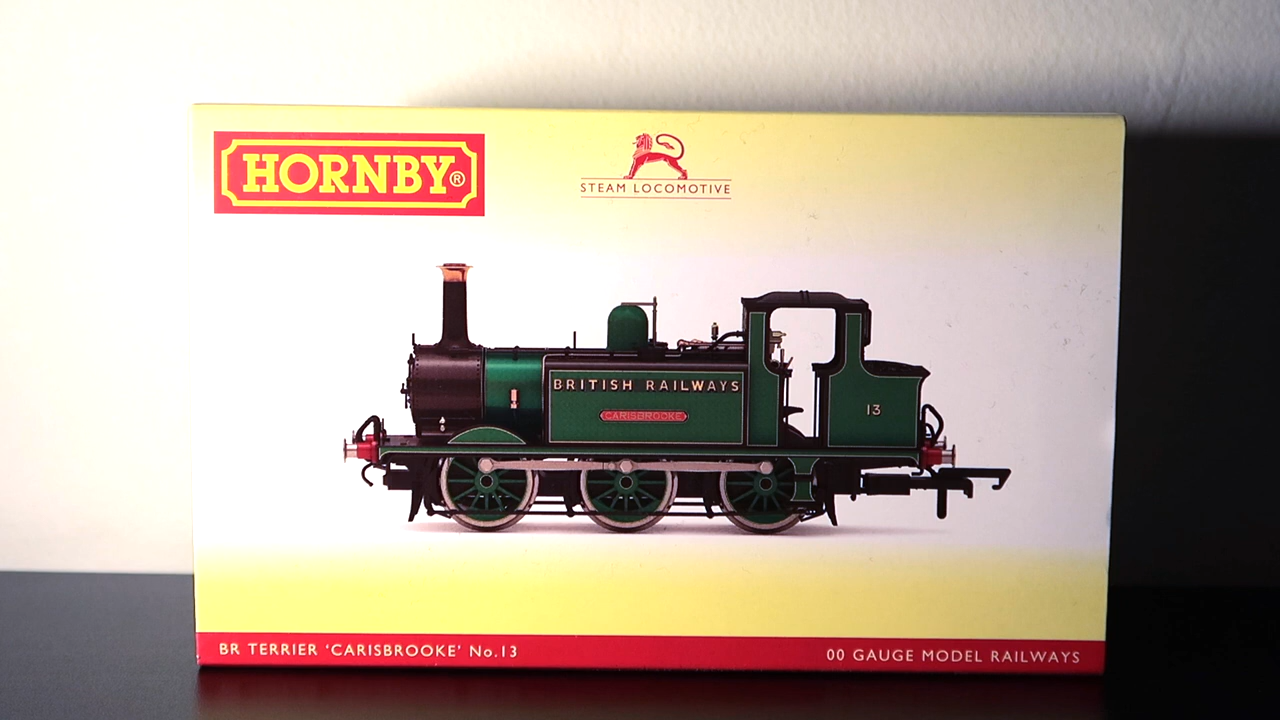 HORNBY®
STEAM LOCOMOTIVE
BRITISH RAILWAYS
CARISBROOKE
13
BR TERRIER ‘CARISBROOKE’ No.13
00 GAUGE MODEL RAILWAYS